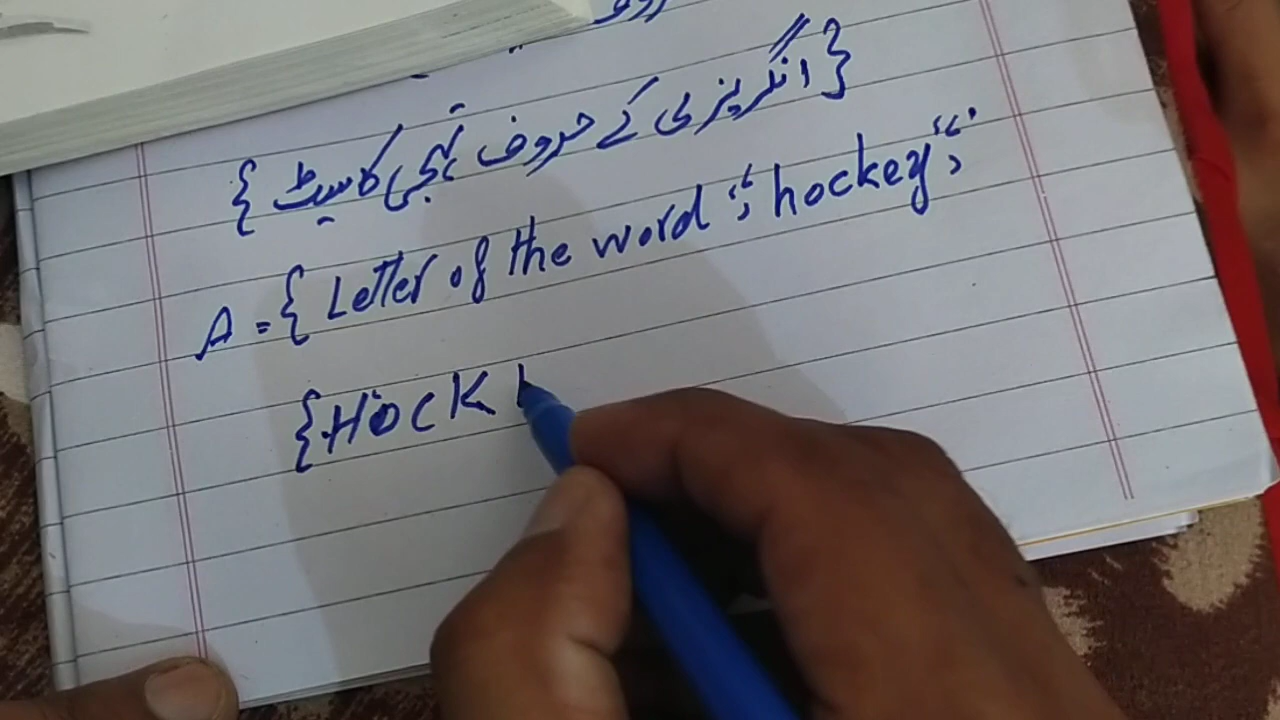 {انگریزی کے حروف تہجی کا سیٹ}
A = { Letter of the word “; hockey“;
{HOCK